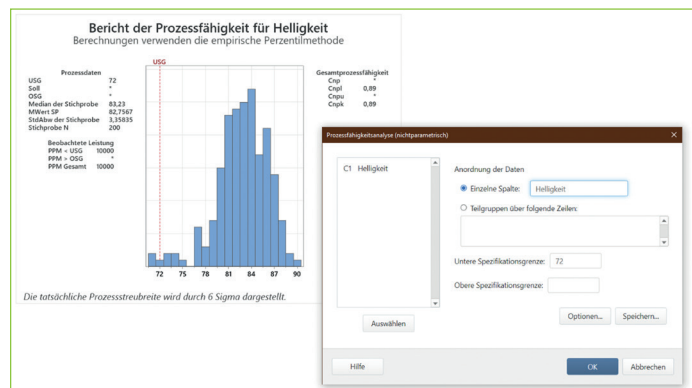 Bericht der Prozessfähigkeit für Helligkeit
Berechnungen verwenden die empirische Perzentilmethode
USG
Prozessdaten
USG 72
Soll *
OSG *
Median der Stichprobe 83,23
MWert SP 82,7567
StdAbw der Stichprobe 3,35835
Stichprobe N 200
Beobachtete Leistung
PPM < USG 10000
PPM > OSG *
PPM Gesamt 10000
Gesamtprozessfähigkeit
Cnp *
Cnpl 0,89
Cnpu *
Cnpk 0,89
72 75 78 81 84 87 90
Die tatsächliche Prozessstreubreite wird durch 6 Sigma dargestellt.
Prozessfähigkeitsanalyse (nichtparametrisch)
C1 Helligkeit
Anordnung der Daten
Einzelne Spalte: Helligkeit
Teilgruppen über folgende Zeilen:
Untere Spezifikationsgrenze: 72
Obere Spezifikationsgrenze:
Auswählen
Optionen... Speichern...
Hilfe
OK Abbrechen